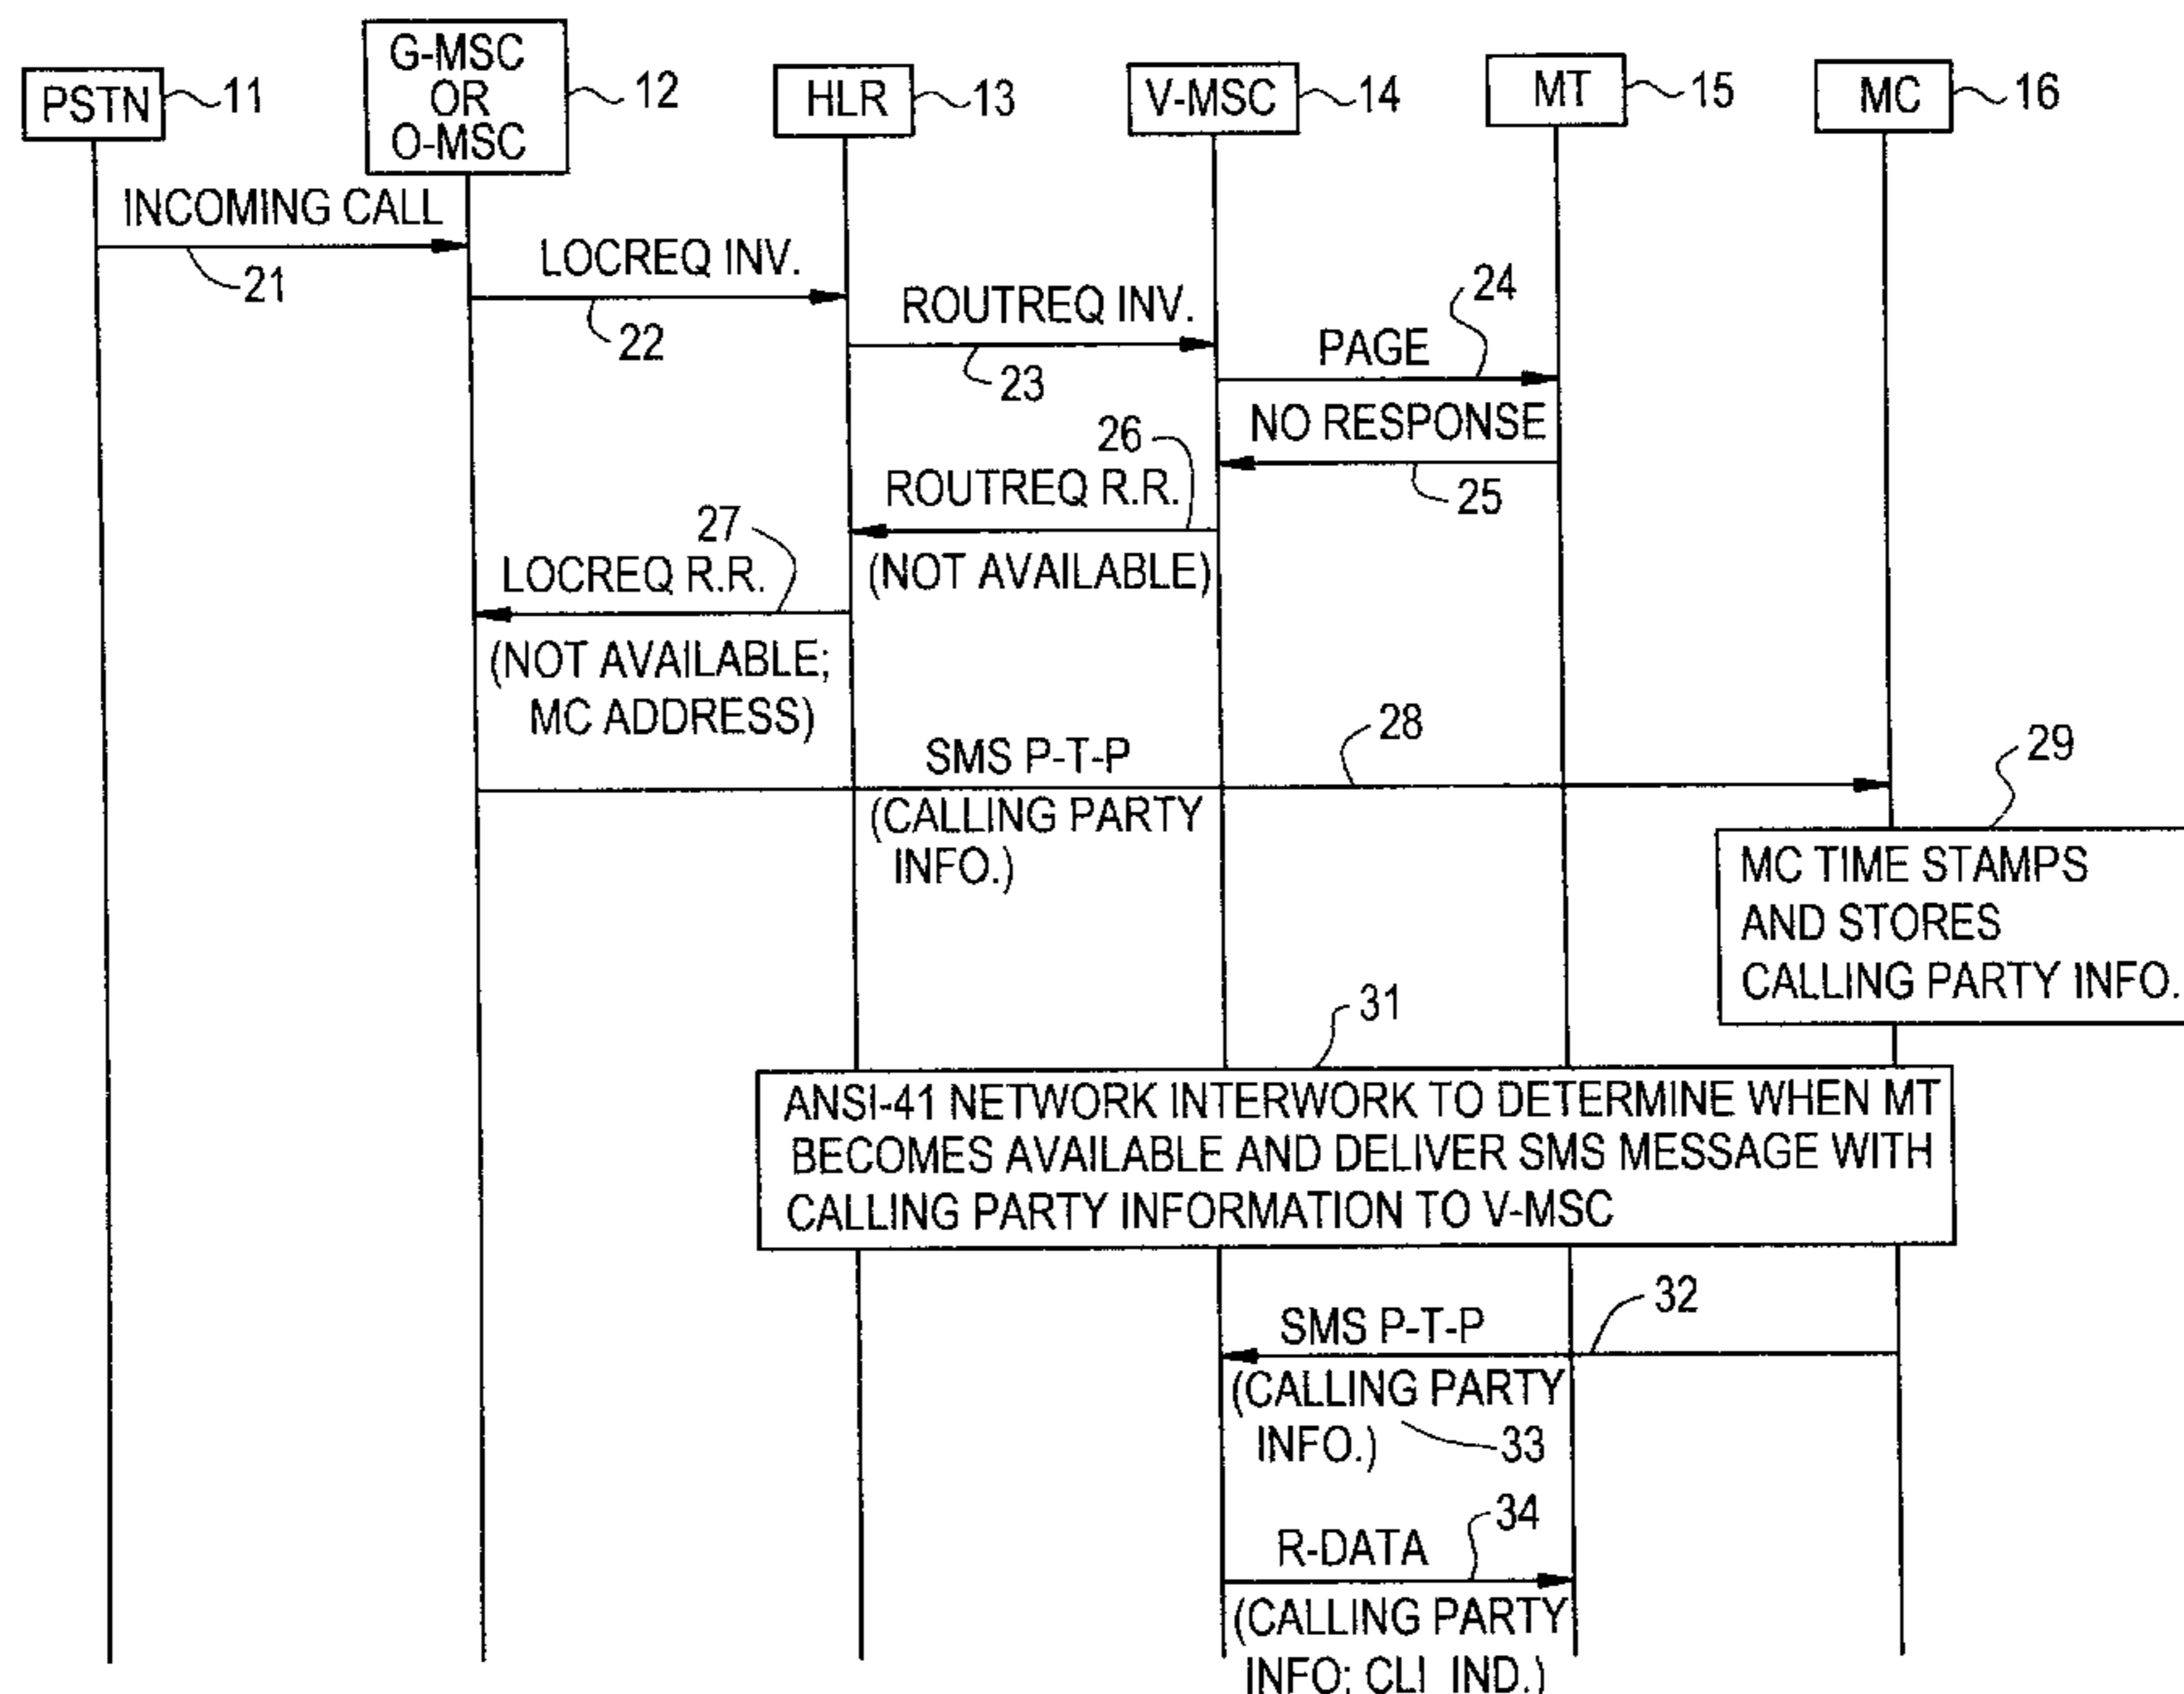 PSTN
11
G-MSC
OR
O-MSC
12
HLR
13
V-MSC
14
MT
15
MC
16
INCOMING CALL
21
LOCREQ INV.
22
ROUTREQ INV.
23
PAGE
24
NO RESPONSE
25
26
ROUTREQ R.R.
(NOT AVAILABLE)
27
LOCREQ R.R.
(NOT AVAILABLE;
MC ADDRESS)
SMS P-T-P
28
(CALLING PARTY
INFO.)
29
MC TIME STAMPS
AND STORES
CALLING PARTY INFO.
31
ANSI-41 NETWORK INTERWORK TO DETERMINE WHEN MT
BECOMES AVAILABLE AND DELIVER SMS MESSAGE WITH
CALLING PARTY INFORMATION TO V-MSC
32
SMS P-T-P
(CALLING PARTY
INFO.)
33
34
R-DATA
(CALLING PARTY
INFO; CLI IND.)